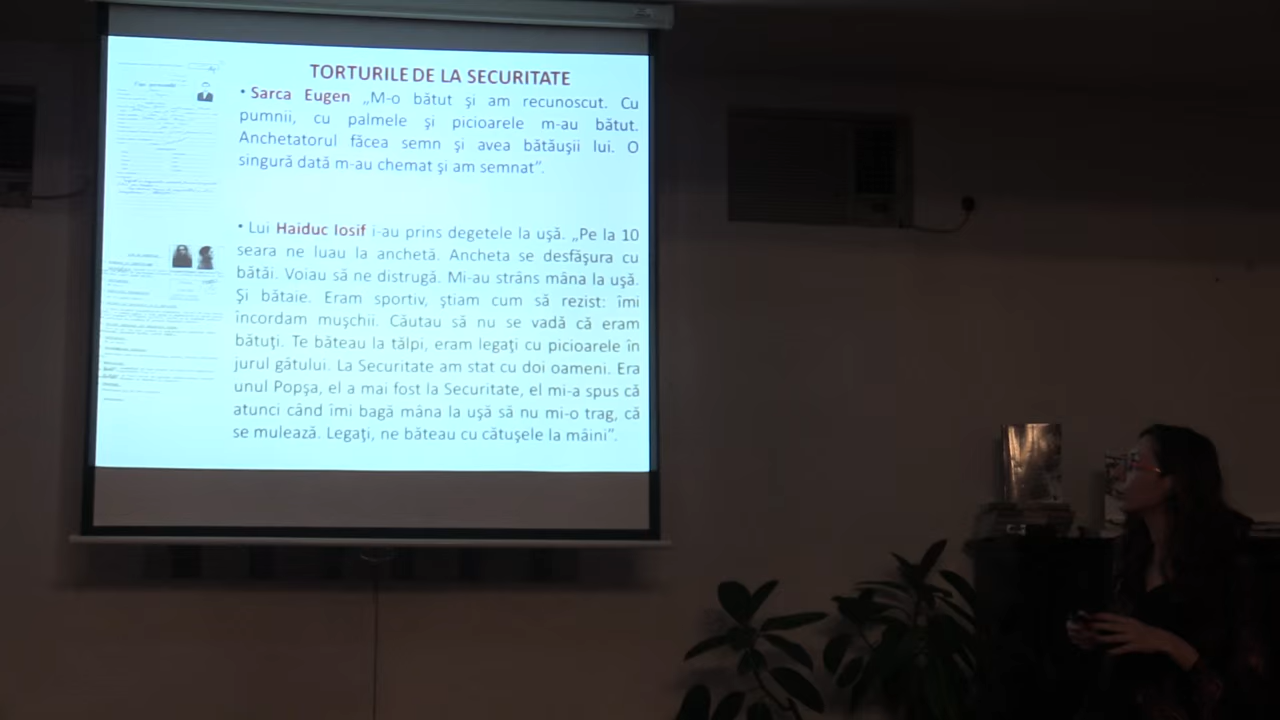 TORTURILE DE LA SECURITATE
• Sarca Eugen „M-o bătut şi am recunoscut. Cu
pumnii, cu palmele şi picioarele m-au bătut.
Anchetatorul făcea semn şi avea bătăuşii lui. O
singură dată m-au chemat şi am semnat”.
• Lui Haiduc Iosif i-au prins degetele la uşă. „Pe la 10
seara ne luau la anchetă. Ancheta se desfăşura cu
bătăi. Voiau să ne distrugă. Mi-au strâns mâna la uşă.
Şi bătaie. Eram sportiv, ştiam cum să rezist: îmi
încordam muşchii. Căutau să nu se vadă că eram
bătuţi. Te băteau la tălpi, eram legaţi cu picioarele în
jurul gâtului. La Securitate am stat cu doi oameni. Era
unul Popşa, el a mai fost la Securitate, el mi-a spus că
atunci când îmi bagă mâna la uşă să nu mi-o trag, că
se mulează. Legaţi, ne băteau cu cătuşele la mâini”.